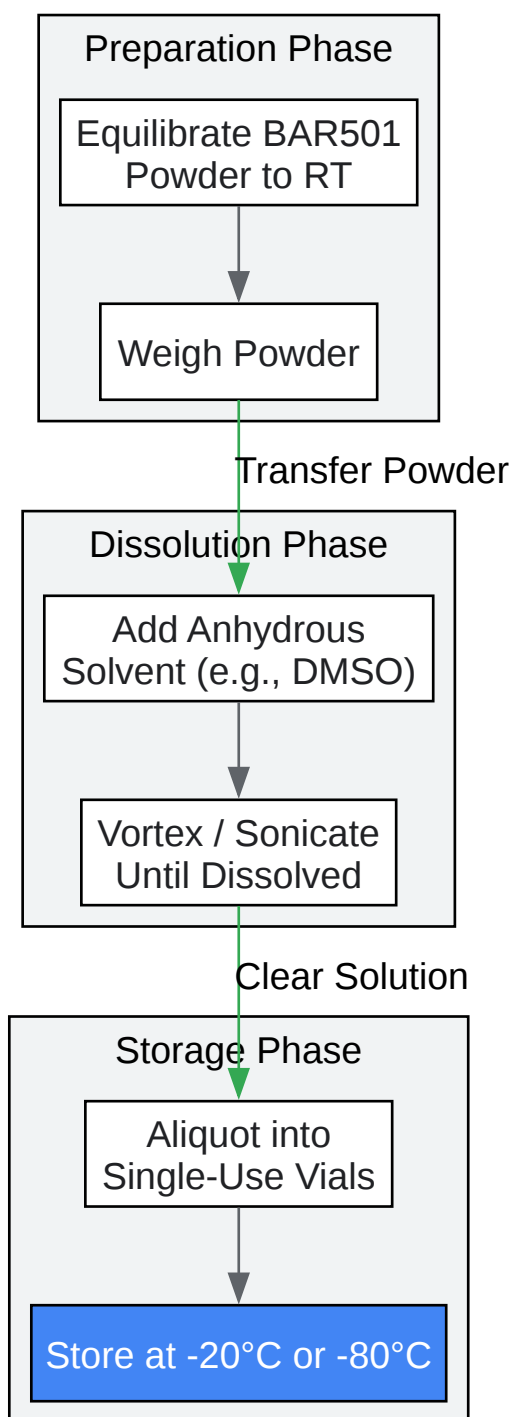 Preparation Phase
Equilibrate BAR501
Powder to RT
Weigh Powder
Transfer Powder
Dissolution Phase
Add Anhydrous
Solvent (e.g., DMSO)
Vortex / Sonicate
Until Dissolved
Clear Solution
Storage Phase
Aliquot into
Single-Use Vials
Store at -20°C or -80°C